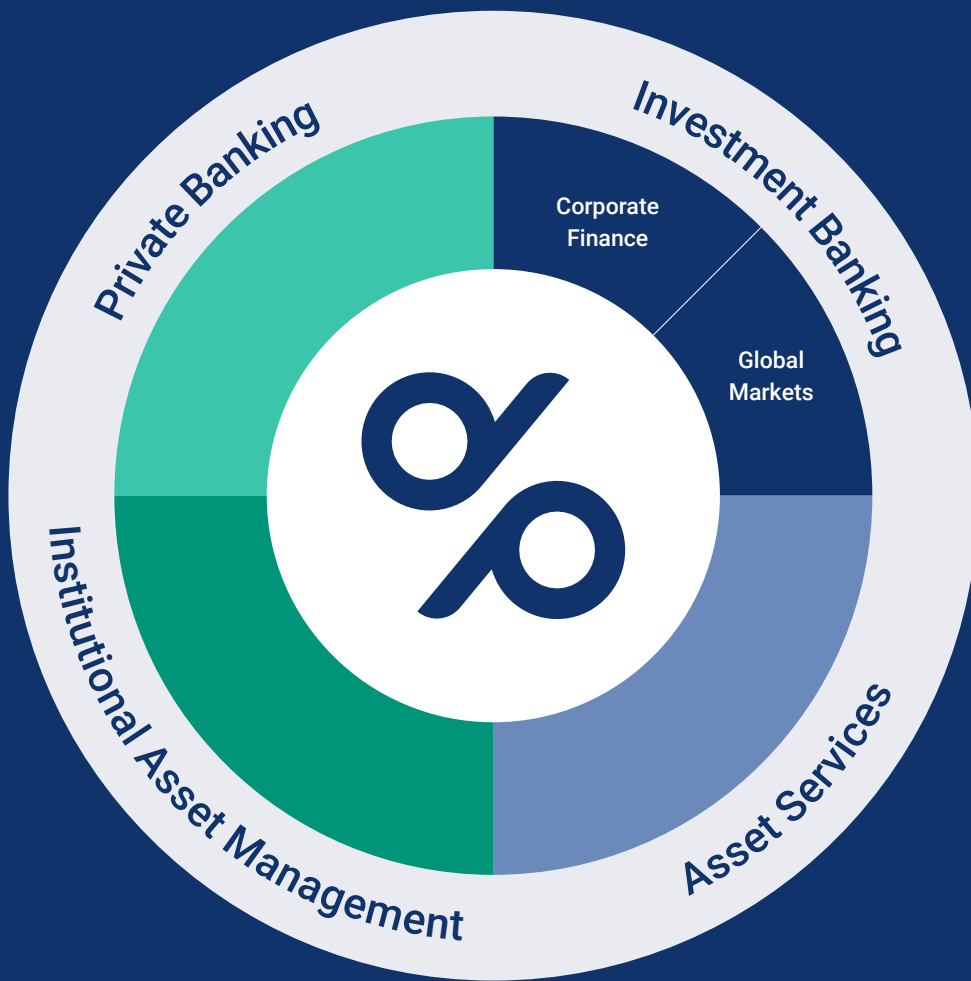 Private Banking
Investment Banking
Corporate
Finance
Global
Markets
Institutional Asset Management
Asset Services